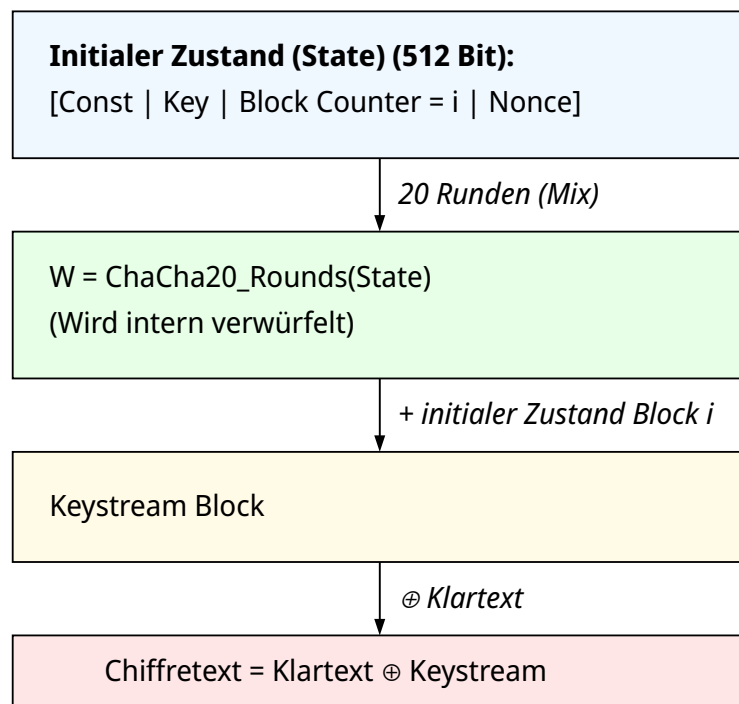 Initialer Zustand (State) (512 Bit):
[Const | Key | Block Counter = i | Nonce]
20 Runden (Mix)
W = ChaCha20_Rounds(State)
(Wird intern verwürfelt)
+ initialer Zustand Block i
Keystream Block
⊕ Klartext
Chiffretext = Klartext ⊕ Keystream